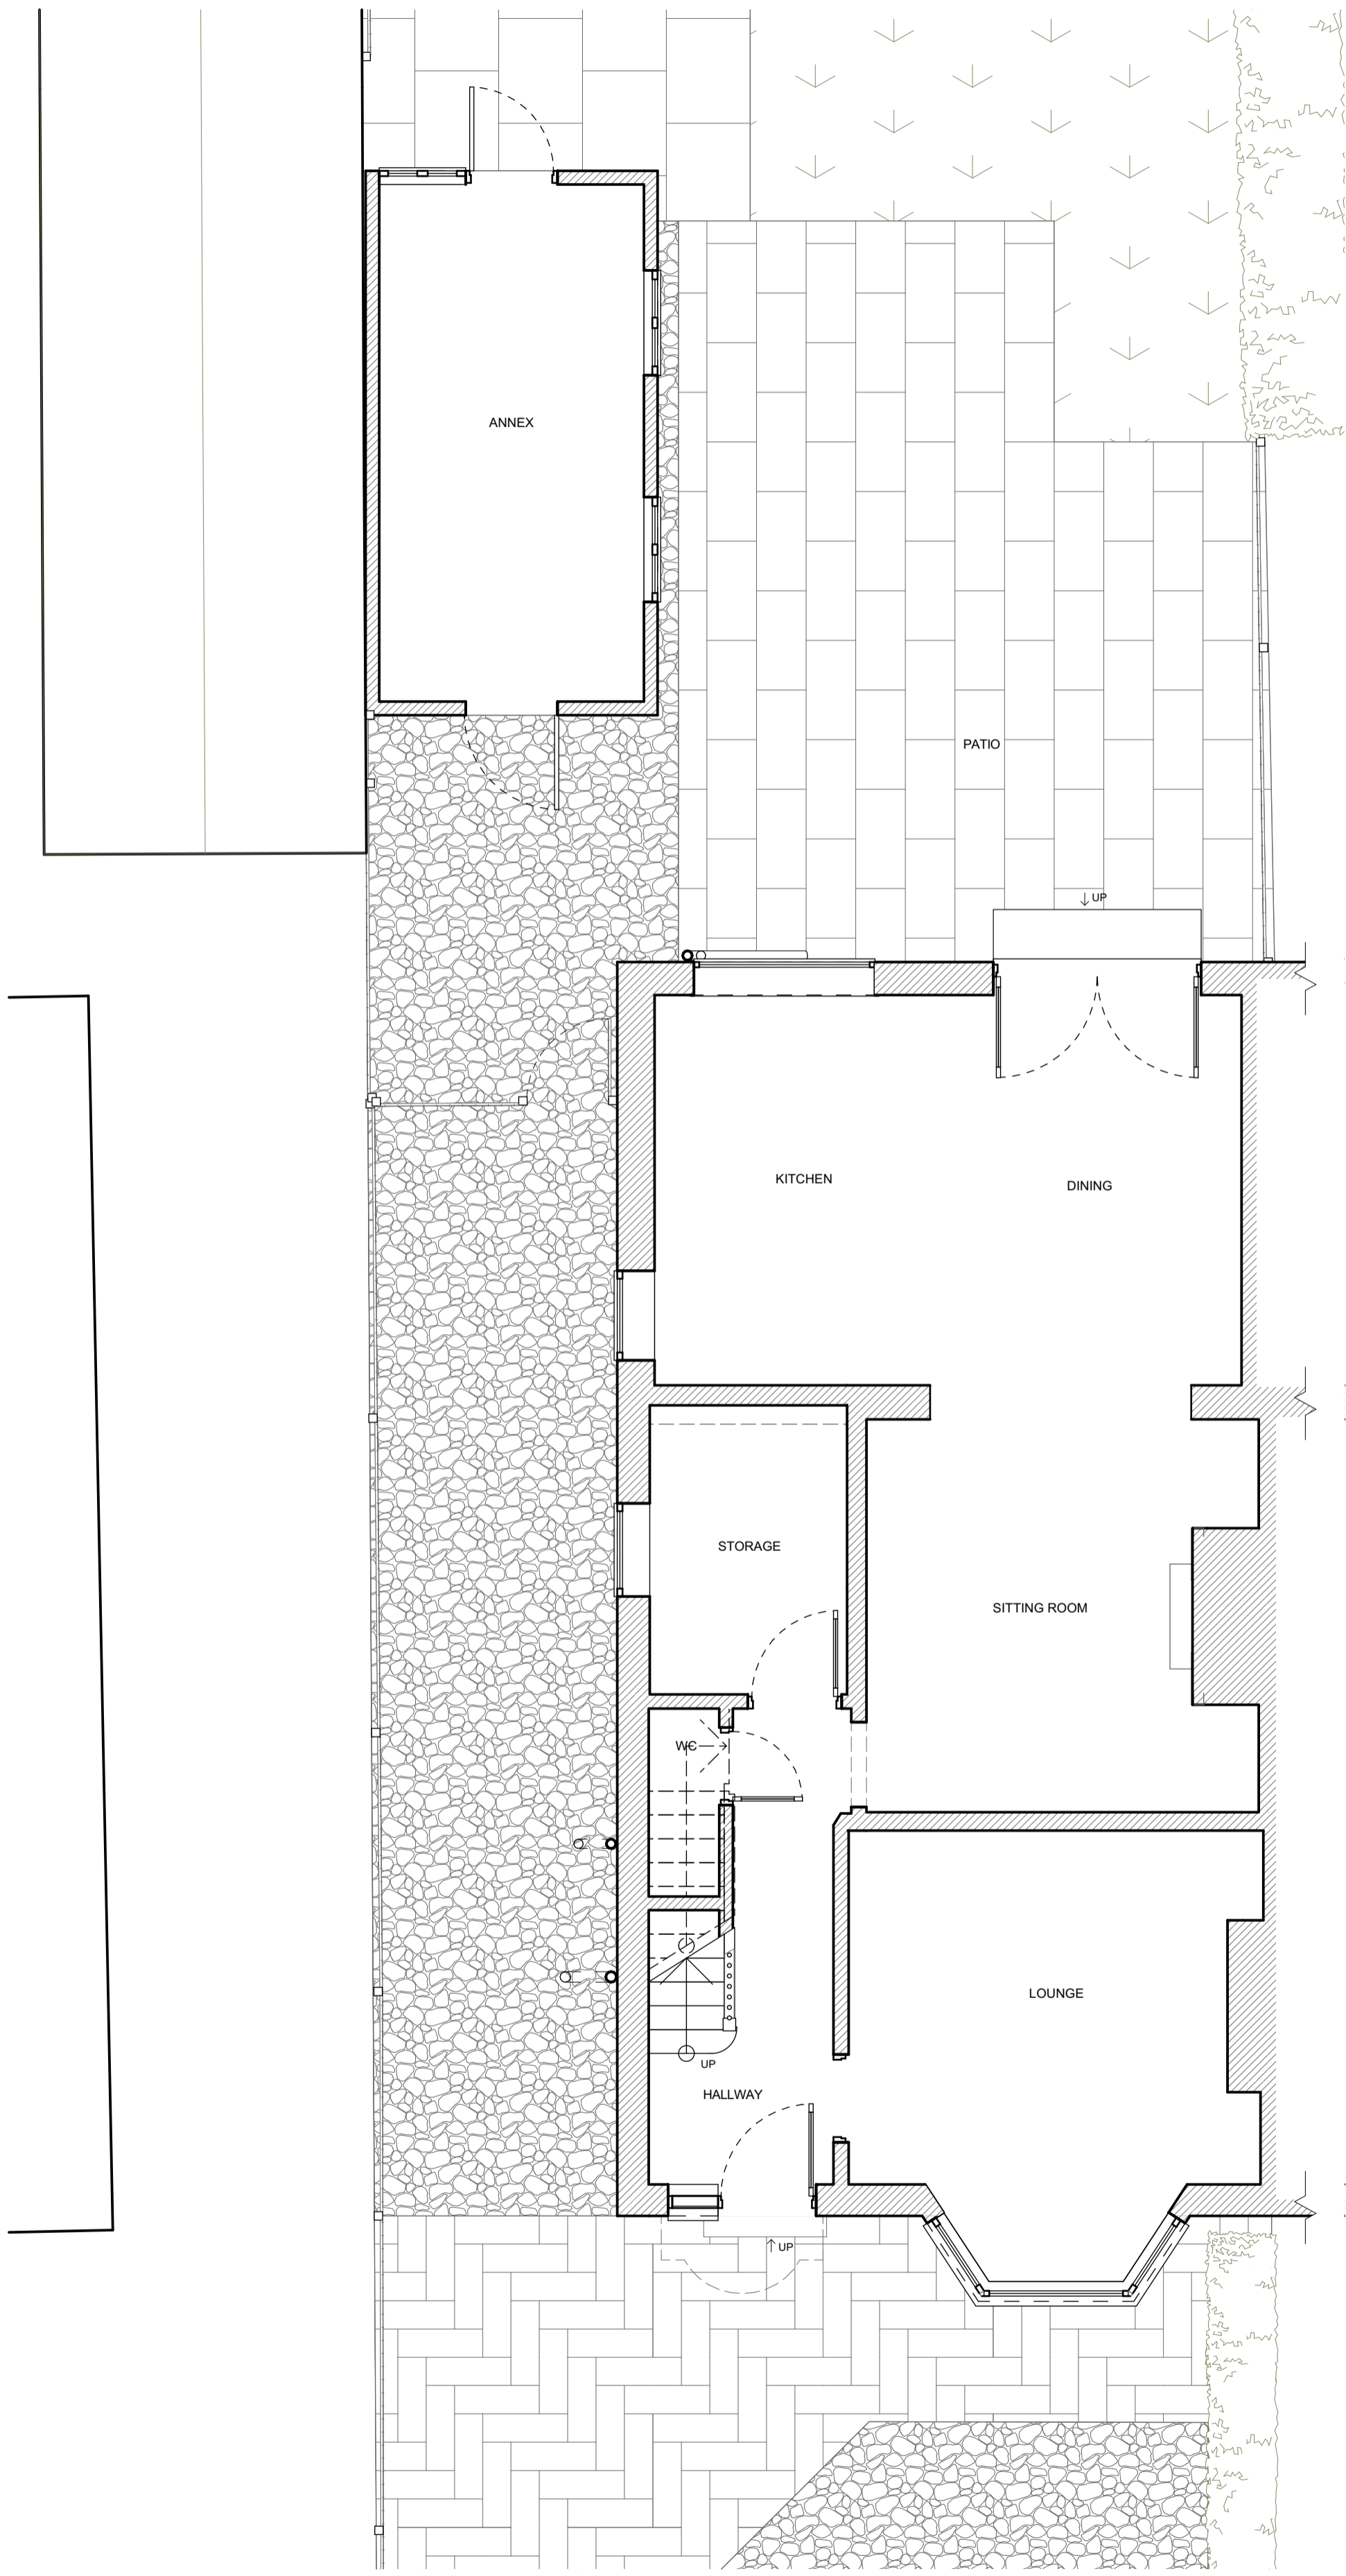 ANNEX
PATIO
UP
KITCHEN
DINING
STORAGE
SITTING ROOM
WC
LOUNGE
UP
HALLWAY
UP